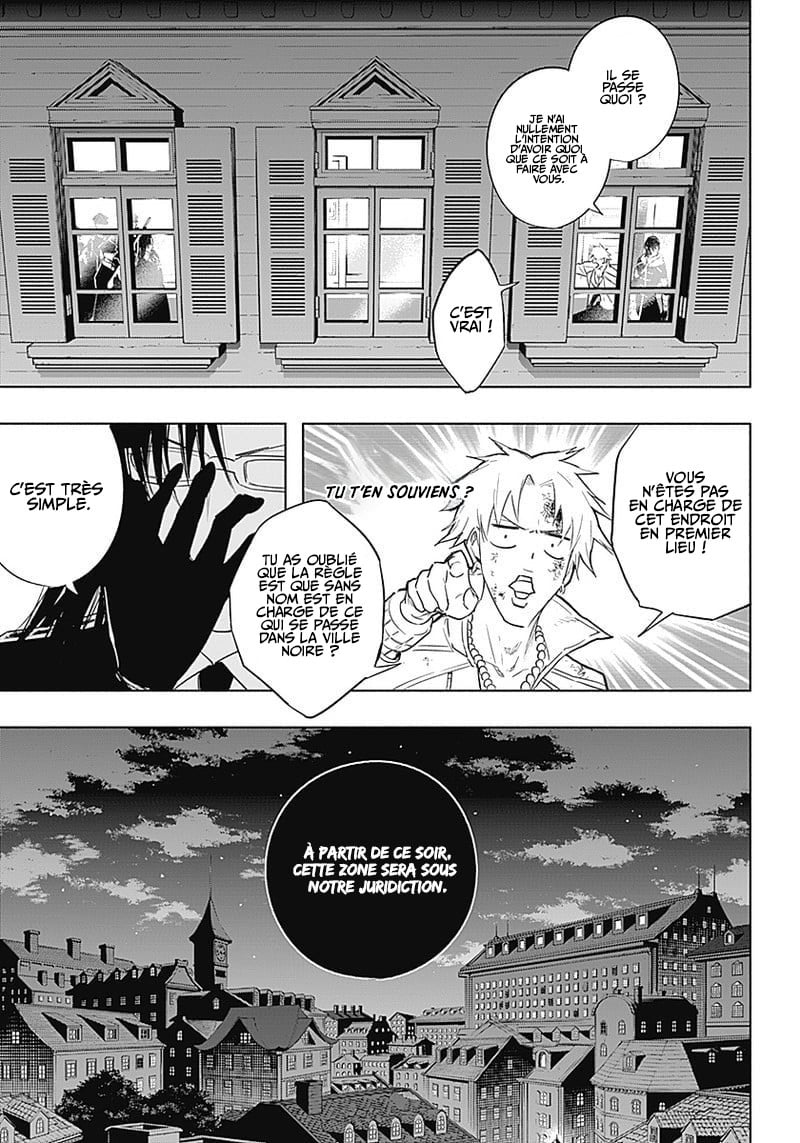 IL SE
PASSE
QUOI ?
JE N'AI
NULLEMENT
L'INTENTION
D'AVOIR QUOI
QUE CE SOIT À
FAIRE AVEC
VOUS.
C'EST
VRAI !
VOUS
N'ÊTES PAS
EN CHARGE DE
CET ENDROIT
EN PREMIER
LIEU !
TU T'EN SOUVIENS ?
TU AS OUBLIÉ
QUE LA RÈGLE
EST QUE SANS
NOM EST EN
CHARGE DE CE
QUI SE PASSE
DANS LA VILLE
NOIRE ?
C'EST TRÈS
SIMPLE.
À PARTIR DE CE SOIR,
CETTE ZONE SERA SOUS
NOTRE JURIDICTION.